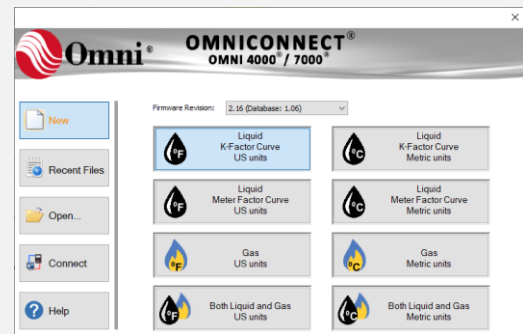 Omni®
OMNICONNECT®
OMNI 4000®/ 7000®
Firmware Revision: 2.16 (Database: 1.06)
New
Recent Files
Open...
Connect
Help
°F
Liquid
K-Factor Curve
US units
°C
Liquid
K-Factor Curve
Metric units
°F
Liquid
Meter Factor Curve
US units
°C
Liquid
Meter Factor Curve
Metric units
°F
Gas
US units
°C
Gas
Metric units
°F
Both Liquid and Gas
US units
°C
Both Liquid and Gas
Metric units